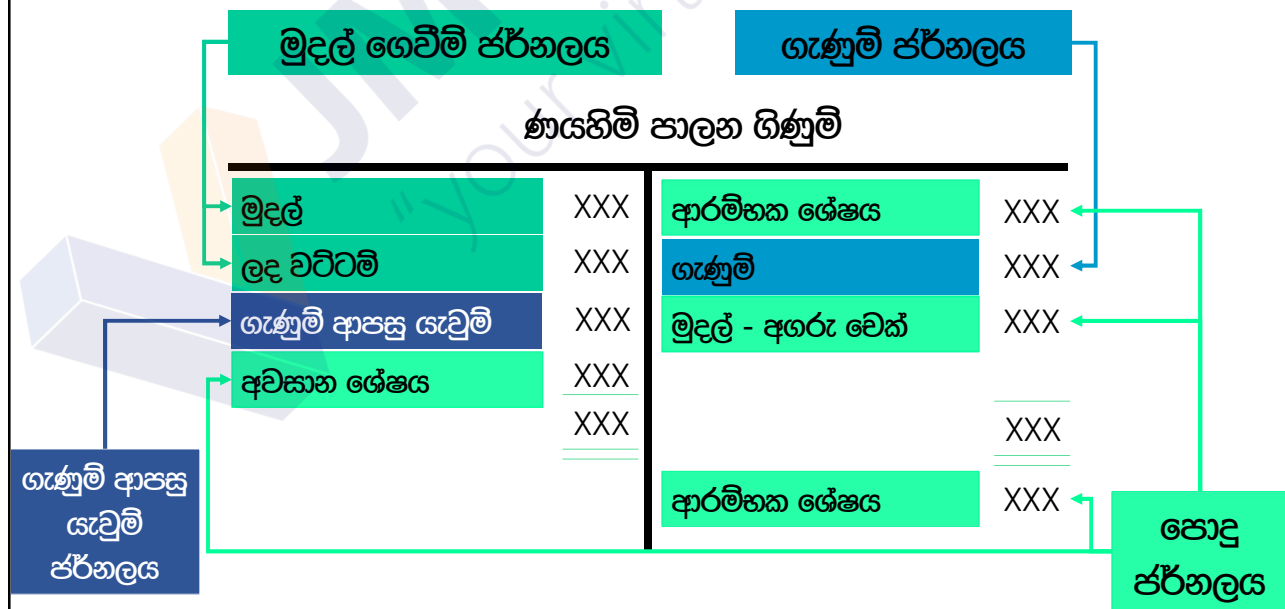 මුදල් ගෙවීම් ජර්නලය
ගැණුම් ජර්නලය
ණයහිමි පාලන ගිණුම්
මුදල් XXX
ලද වට්ටම් XXX
ගැණුම් ආපසු යැවුම් XXX
අවසාන ශේෂය XXX
XXX
ආරම්භක ශේෂය XXX
ගැණුම් XXX
මුදල් - අගරු චෙක් XXX
XXX
ආරම්භක ශේෂය XXX
ගැණුම් ආපසු
යැවුම්
ජර්නලය
පොදු
ජර්නලය
"your